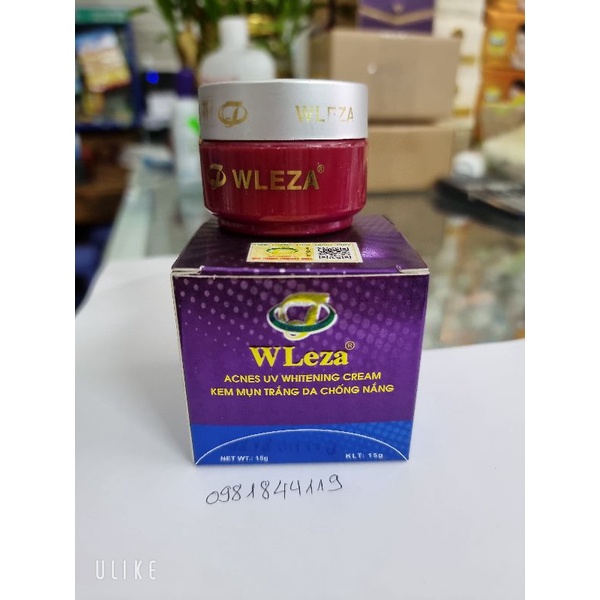 WLEZA
WLEZA®
WLeza®
ACNES UV WHITENING CREAM
KEM MỤN TRẮNG DA CHỐNG NẮNG
NET WT.: 15g
KLT: 15g
0981844119
ULIKE